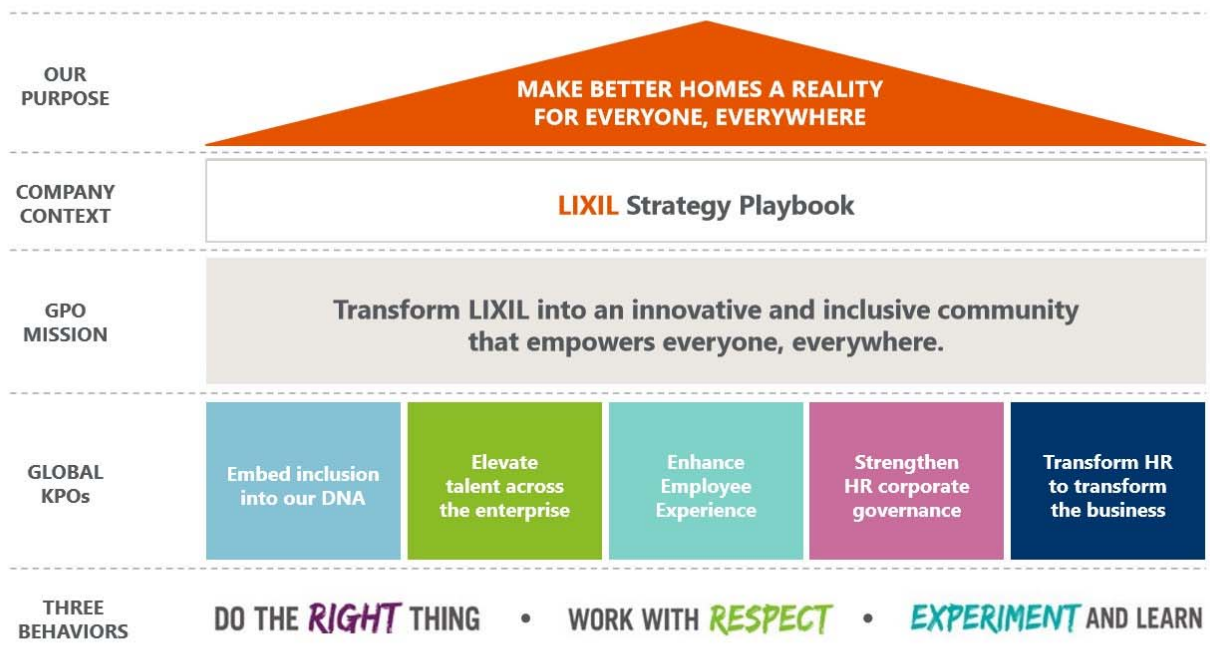 OUR
PURPOSE
MAKE BETTER HOMES A REALITY
FOR EVERYONE, EVERYWHERE
COMPANY
CONTEXT
LIXIL Strategy Playbook
GPO
MISSION
Transform LIXIL into an innovative and inclusive community
that empowers everyone, everywhere.
GLOBAL
KPOs
Embed inclusion
into our DNA
Elevate
talent across
the enterprise
Enhance
Employee
Experience
Strengthen
HR corporate
governance
Transform HR
to transform
the business
THREE
BEHAVIORS
DO THE RIGHT THING • WORK WITH RESPECT • EXPERIMENT AND LEARN